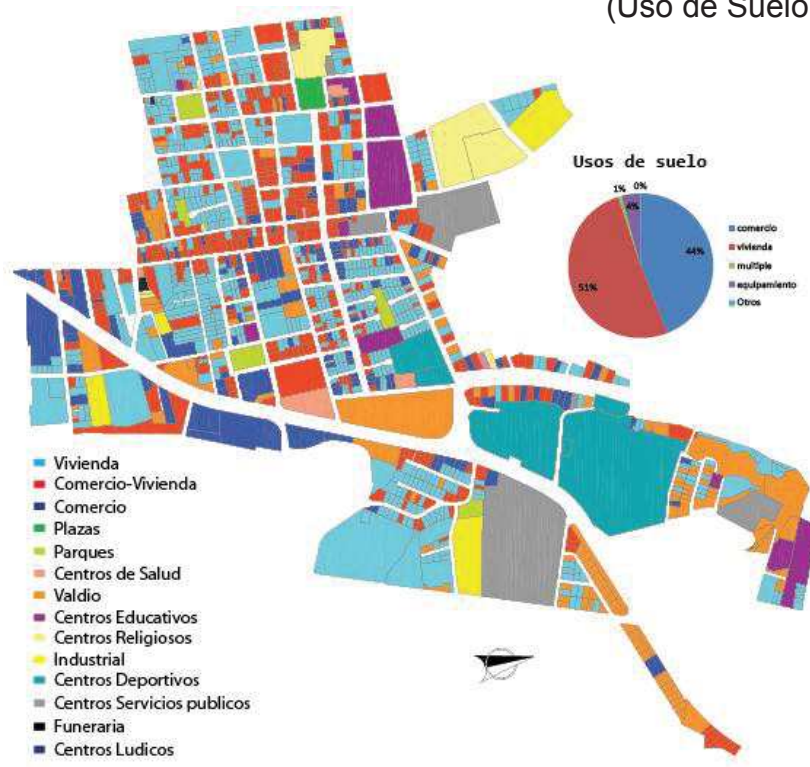 (Uso de Suelo
Usos de suelo
1%
0%
4%
44%
51%
comercio
vivienda
multiple
equipamiento
Otros
Vivienda
Comercio-Vivienda
Comercio
Plazas
Parques
Centros de Salud
Valdio
Centros Educativos
Centros Religiosos
Industrial
Centros Deportivos
Centros Servicios publicos
Funeraria
Centros Ludicos